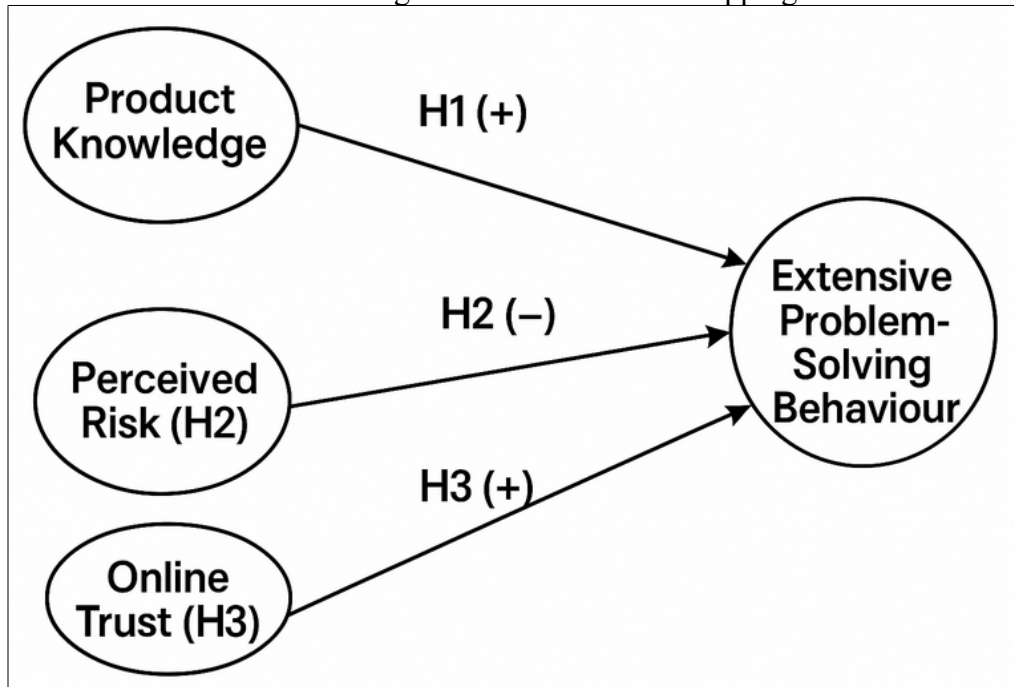 Product
Knowledge
H1 (+)
Extensive
Problem-
Solving
Behaviour
H2 (–)
Perceived
Risk (H2)
H3 (+)
Online
Trust (H3)